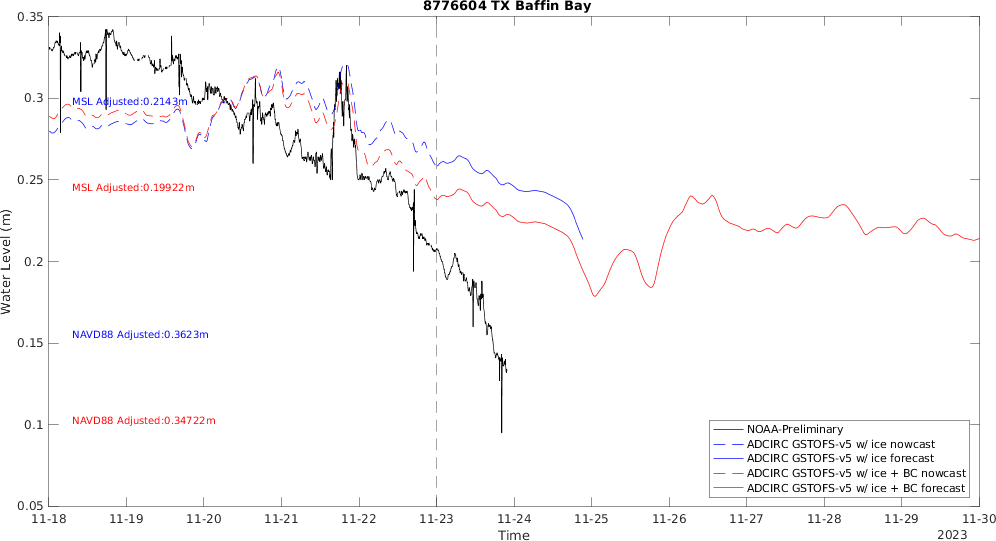 8776604 TX Baffin Bay
Water Level (m)
0.35
0.3
0.25
0.2
0.15
0.1
0.05
MSL Adjusted:0.2143m
MSL Adjusted:0.19922m
NAVD88 Adjusted:0.3623m
NAVD88 Adjusted:0.34722m
NOAA-Preliminary
ADCIRC GSTOFS-v5 w/ ice nowcast
ADCIRC GSTOFS-v5 w/ ice forecast
ADCIRC GSTOFS-v5 w/ ice + BC nowcast
ADCIRC GSTOFS-v5 w/ ice + BC forecast
11-18 11-19 11-20 11-21 11-22 11-23 11-24 11-25 11-26 11-27 11-28 11-29 11-30
Time
2023